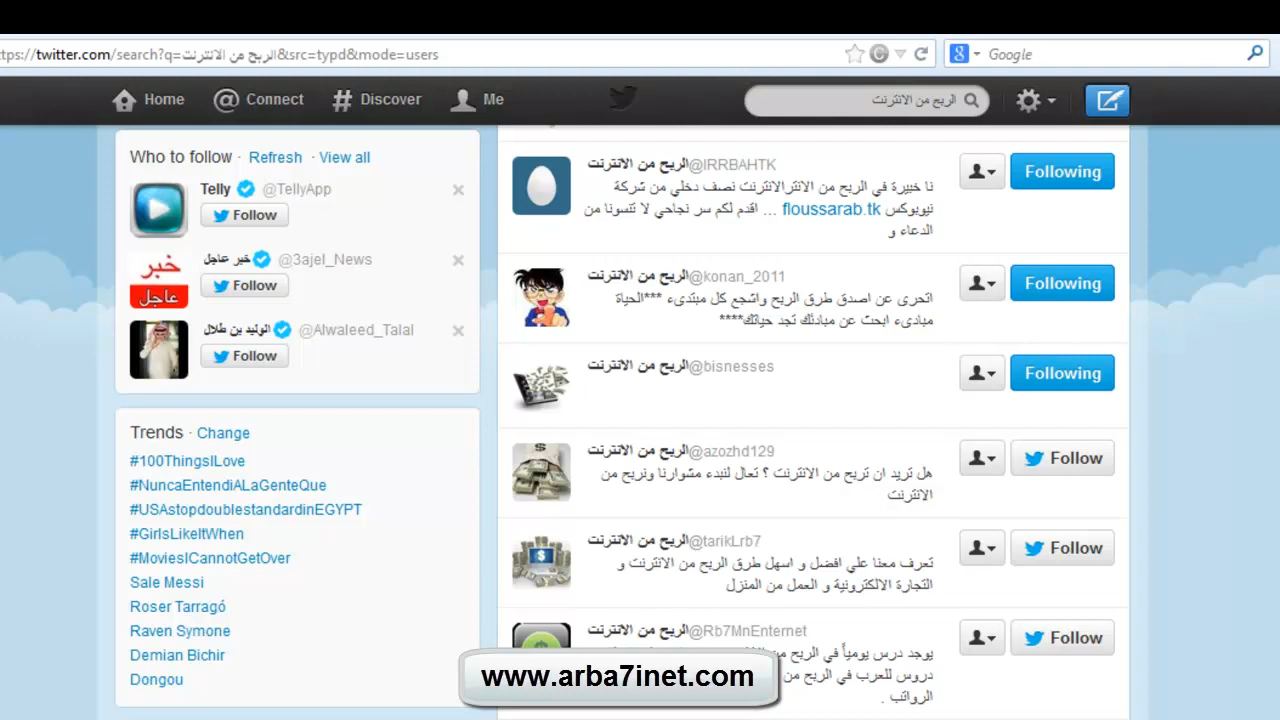 ttps://twitter.com/search?q=الربح من الانترنت&src=typd&mode=users
Google
Home
Connect
Discover
Me
الربح من الانترنت
Who to follow · Refresh · View all
Telly @TellyApp
Follow
خبر عاجل @3ajel_News
Follow
خبر
عاجل
الوليد بن طلال @Alwaleed_Talal
Follow
Trends · Change
#100ThingsILove
#NuncaEntendiALaGenteQue
#USAstopdoublestandardinEGYPT
#GirlsLikeItWhen
#MoviesICannotGetOver
Sale Messi
Roser Tarragó
Raven Symone
Demian Bichir
Dongou
الربح من الانترنت@IRRBAHTK
نا خبيرة في الربح من الانترالانترنت نصف دخلي من شركة
نيوبوكس floussarab.tk ... اقدم لكم سر نجاحي لا تنسونا من
الدعاء و
Following
الربح من الانترنت@konan_2011
اتحرى عن اصدق طرق الربح واشجع كل مبتدىء ***الحياة
مبادىء ابحث عن مبادئك تجد حياتك****
Following
الربح من الانترنت@bisnesses
Following
الربح من الانترنت@azozhd129
هل تريد ان تربح من الانترنت ؟ تعال لنبدء مشوارنا ونربح من
الانترنت
Follow
الربح من الانترنت@tarikLrb7
تعرف معنا علي افضل و اسهل طرق الربح من الانترنت و
التجارة الالكترونية و العمل من المنزل
Follow
الربح من الانترنت@Rb7MnEnternet
يوجد درس يومياً في الربح من
دروس للعرب في الربح من
الرواتب .
Follow
www.arba7inet.com